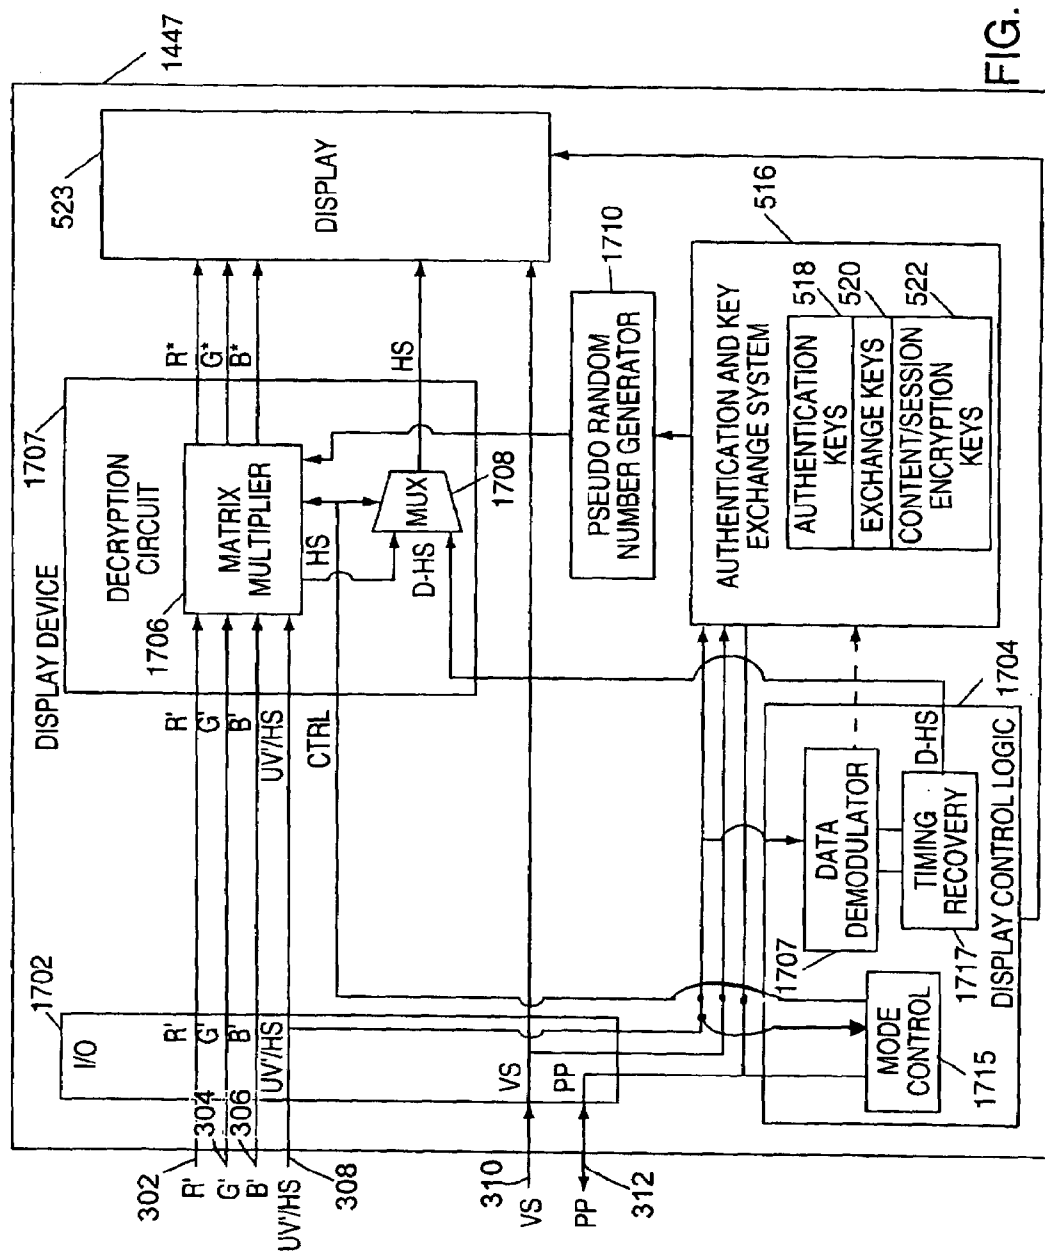 FIG.
1447
DISPLAY DEVICE
523
DISPLAY
1707
DECRYPTION
CIRCUIT
1706
MATRIX
MULTIPLIER
R*
G*
B*
HS
HS
D-HS
MUX
1708
1710
PSEUDO RANDOM
NUMBER GENERATOR
516
AUTHENTICATION AND KEY
EXCHANGE SYSTEM
AUTHENTICATION
KEYS
518
EXCHANGE KEYS
520
CONTENT/SESSION
ENCRYPTION
KEYS
522
R'
G'
B'
UV'/HS
CTRL
1702
I/O
R'
G'
B'
UV'/HS
VS
PP
302
304
306
308
R'
G'
B'
UV'/HS
310
VS
312
PP
1704
DISPLAY CONTROL LOGIC
D-HS
DATA
DEMODULATOR
1707
TIMING
RECOVERY
1717
MODE
CONTROL
1715